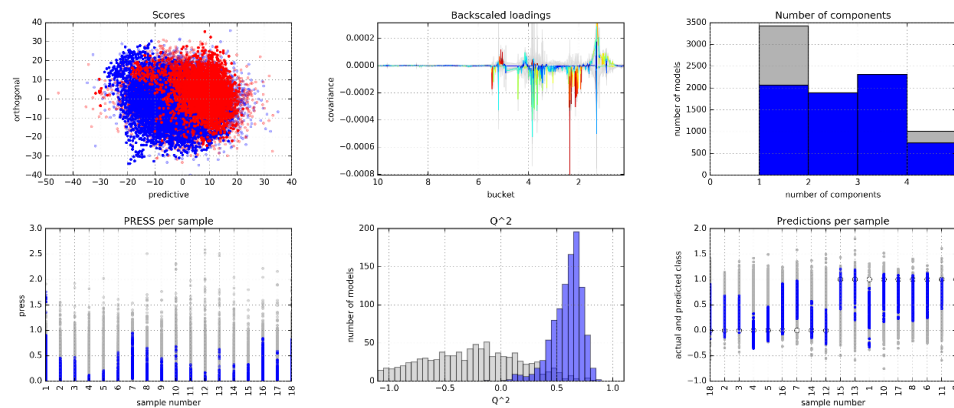 Scores
40
30
20
10
0
−10
−20
−30
−40
orthogonal
−50 −40 −30 −20 −10 0 10 20 30 40
predictive
Backscaled loadings
0.0002
0.0000
−0.0002
−0.0004
−0.0006
−0.0008
covariance
10 8 6 4 2
bucket
Number of components
3500
3000
2500
2000
1500
1000
500
0
number of models
0 1 2 3 4
number of components
PRESS per sample
3.0
2.5
2.0
1.5
1.0
0.5
0.0
press
1 2 3 4 5 6 7 8 9 10 11 12 13 14 15 16 17 18
sample number
Q^2
200
150
100
50
0
number of models
−1.0 −0.5 0.0 0.5 1.0
Q^2
Predictions per sample
2.0
1.5
1.0
0.5
0.0
−0.5
−1.0
actual and predicted class
18 2 3 4 5 16 7 14 12 15 13 1 10 17 8 6 11
sample number